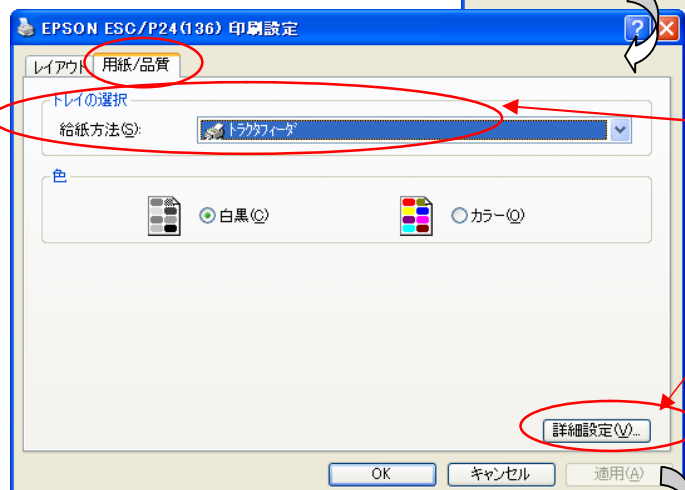 EPSON ESC/P24(136) 印刷設定
レイアウト 用紙/品質
トレイの選択
給紙方法(S): トラクタフィーダ
色
白黒(C) カラー(O)
詳細設定(V)...
OK キャンセル 適用(A)